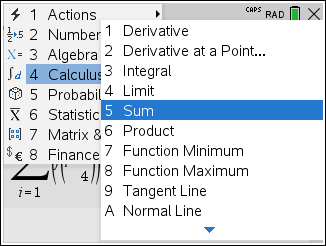 CAPS RAD
1 Actions
2 Number
3 Algebra
4 Calculus
5 Probabi
6 Statistic
7 Matrix &
8 Finance
1 Derivative
2 Derivative at a Point...
3 Integral
4 Limit
5 Sum
6 Product
7 Function Minimum
8 Function Maximum
9 Tangent Line
A Normal Line
i=1
4